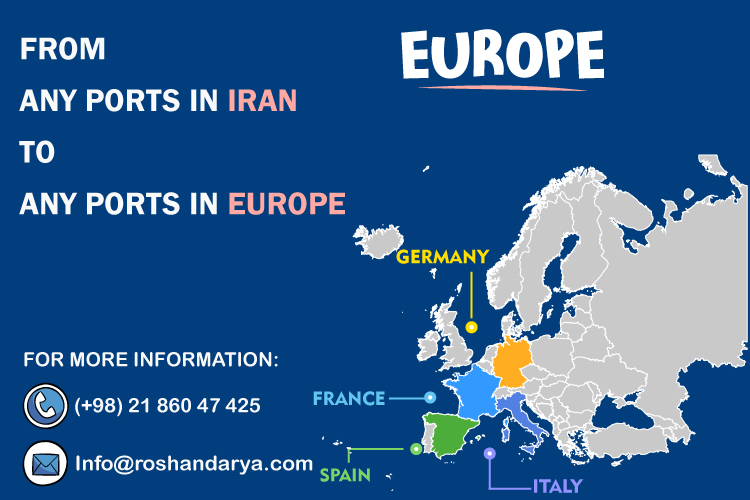 FROM
ANY PORTS IN IRAN
TO
ANY PORTS IN EUROPE
EUROPE
GERMANY
FRANCE
SPAIN
ITALY
FOR MORE INFORMATION:
(+98) 21 860 47 425
Info@roshandarya.com